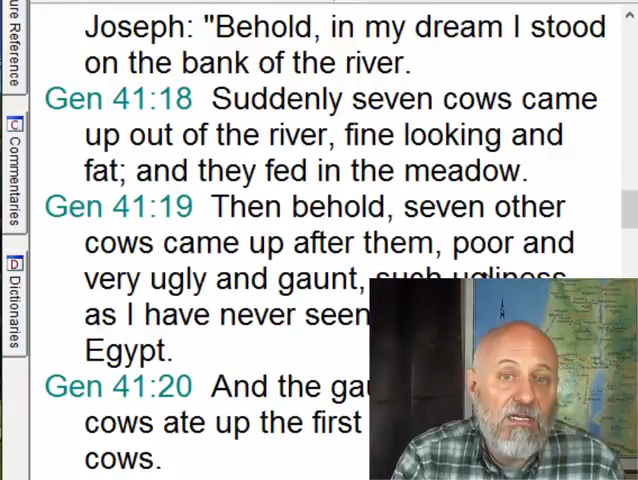 ure Reference
Commentaries
Dictionaries
Joseph: "Behold, in my dream I stood
on the bank of the river.
Gen 41:18 Suddenly seven cows came
up out of the river, fine looking and
fat; and they fed in the meadow.
Gen 41:19 Then behold, seven other
cows came up after them, poor and
very ugly and gaunt, such ugliness
as I have never seen
Egypt.
Gen 41:20 And the gau
cows ate up the first
cows.